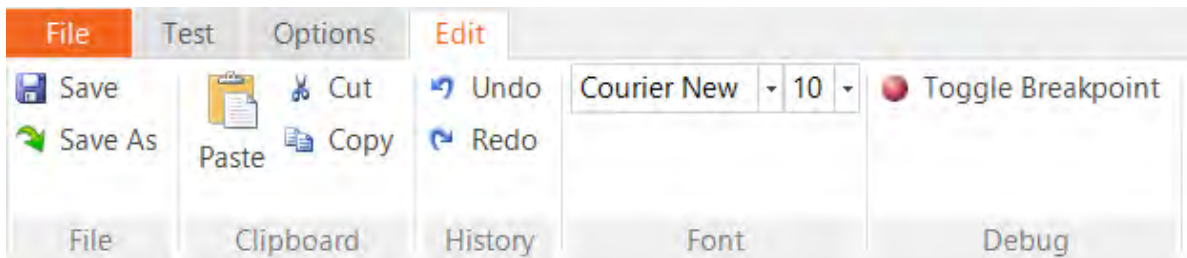 File Test Options Edit
Save Cut Undo Courier New 10 Toggle Breakpoint
Save As Paste Copy Redo
File Clipboard History Font Debug